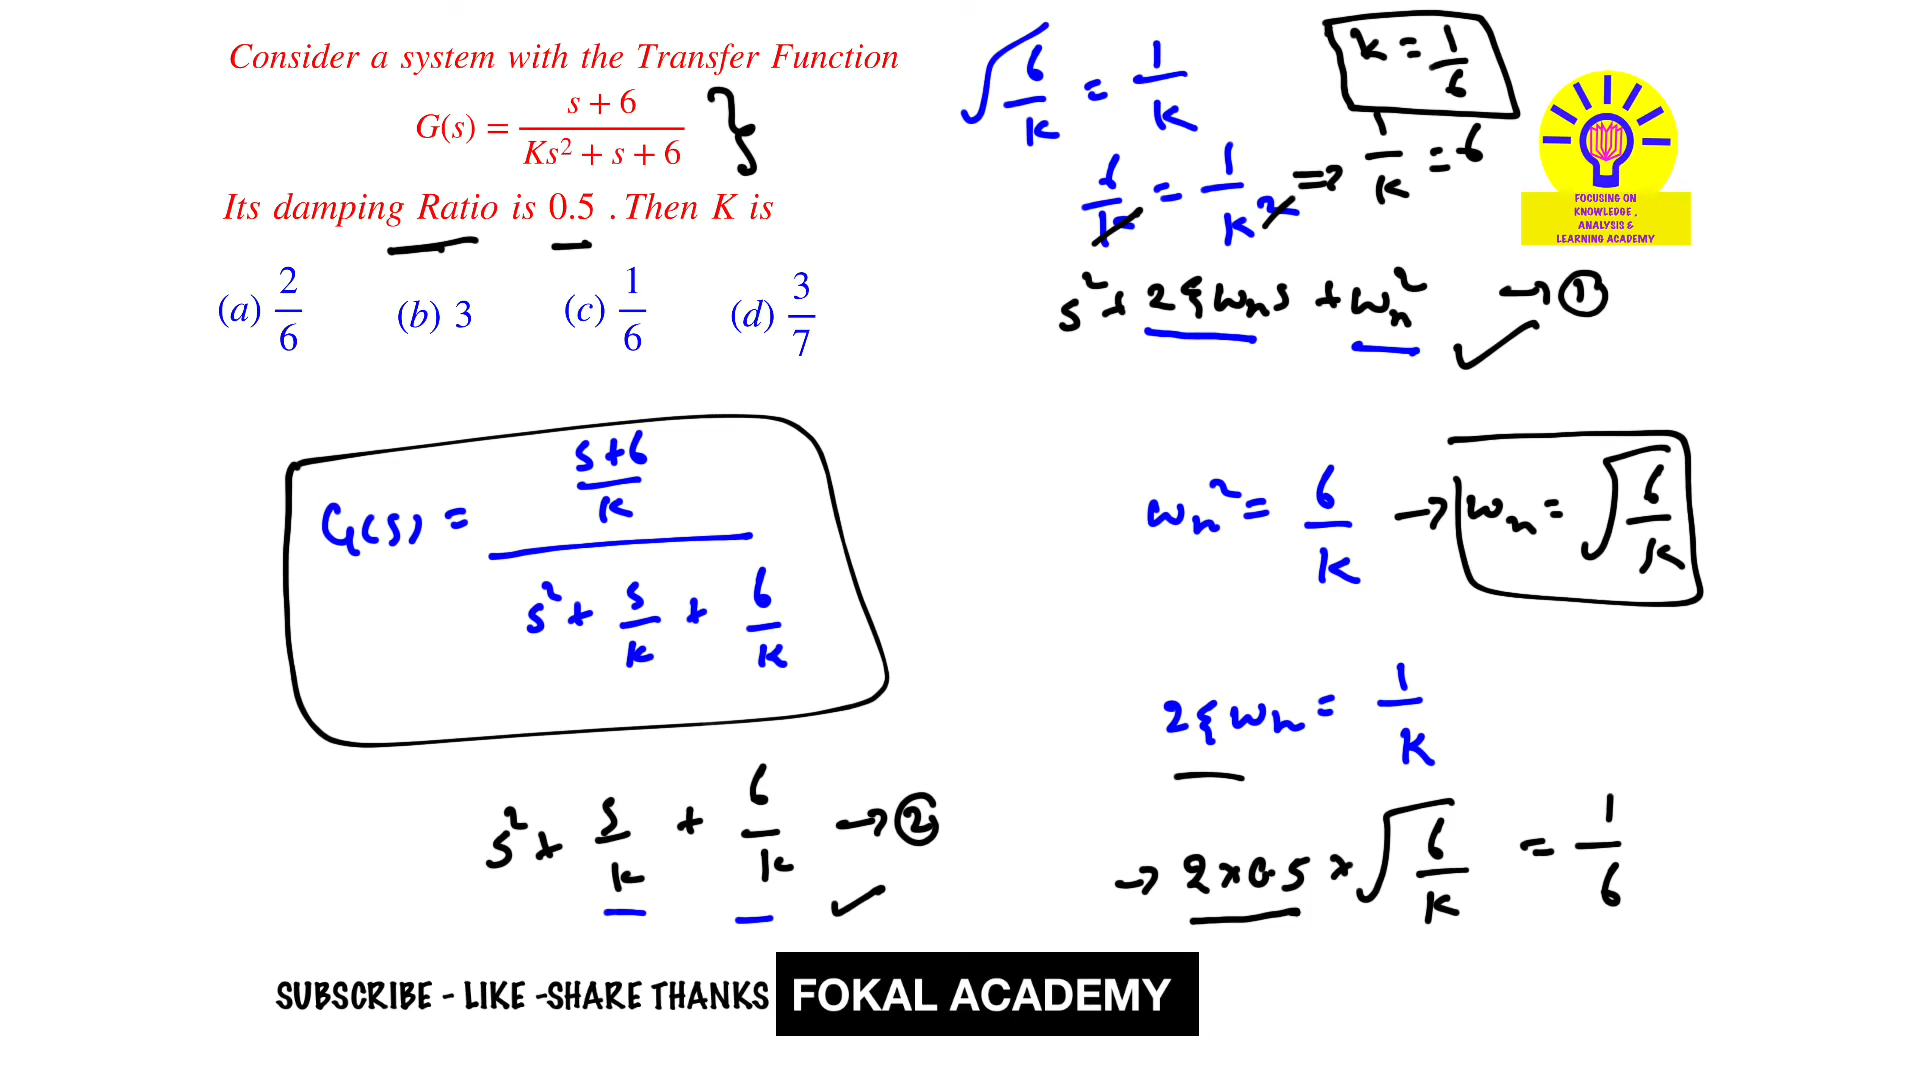 Consider a system with the Transfer Function
G(s) = (s + 6)/(Ks² + s + 6)
Its damping Ratio is 0.5 . Then K is
(a) 2/6 (b) 3 (c) 1/6 (d) 3/7
√(6/K) = 1/K
K = 1/6
6/K = 1/K² ⇒ 1/K = 6
s² + 2ξωₙs + ωₙ² → ①
FOCUSING ON
KNOWLEDGE ,
ANALYSIS &
LEARNING ACADEMY
G(s) = ((s+6)/K)/(s² + s/K + 6/K)
s² + s/K + 6/K → ②
ωₙ² = 6/K → ωₙ = √(6/K)
2ξωₙ = 1/K
→ 2×0.5×√(6/K) = 1/6
SUBSCRIBE - LIKE -SHARE THANKS FOKAL ACADEMY